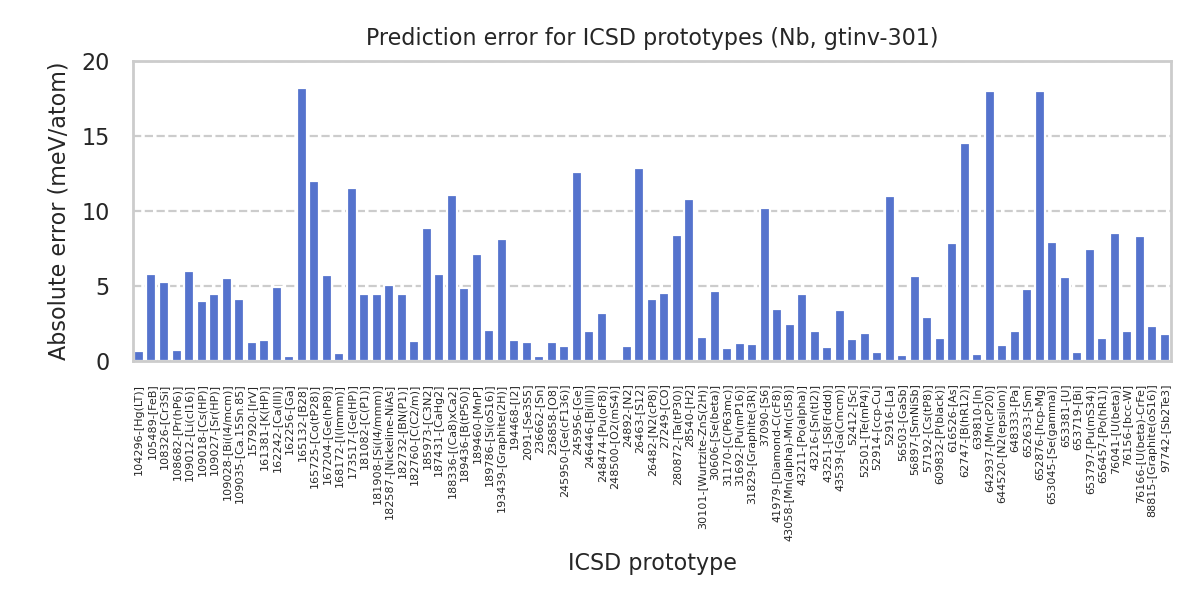 Prediction error for ICSD prototypes (Nb, gtinv-301)
Absolute error (meV/atom)
20
15
10
5
0
104296-[Hg(LT)]
105489-[FeB]
108326-[Cr3Si]
108682-[Pr(hP6)]
109012-[Li(cI16)]
109018-[Cs(HP)]
109027-[Sr(HP)]
109028-[Bi(I4/mcm)]
109035-[Ca.15Sn.85]
157920-[IrV]
161381-[K(HP)]
162242-[Ca(III)]
162256-[Ga]
165132-[B28]
165725-[Co(tP28)]
167204-[Ge(hP8)]
168172-[I(Immm)]
173517-[Ge(HP)]
181082-[C(P1)]
181908-[Si(I4/mmm)]
182587-[Nickeline-NiAs]
182732-[BN(P1)]
182760-[C(C2/m)]
185973-[C3N2]
187431-[CaHg2]
188336-[(Ca8)xCa2]
189436-[B(tP50)]
189460-[MnP]
189786-[Si(oS16)]
193439-[Graphite(2H)]
194468-[I2]
2091-[Se3S5]
236662-[Sn]
236858-[O8]
245950-[Ge(cF136)]
245956-[Ge]
246446-[Bi(III)]
248474-[Pu(oF8)]
248500-[O2(mS4)]
24892-[N2]
26463-[S12]
26482-[N2(cP8)]
27249-[CO]
280872-[Ta(tP30)]
28540-[H2]
30101-[Wurtzite-ZnS(2H)]
30606-[Se(beta)]
31170-[C(P63mc)]
31692-[Pu(mP16)]
31829-[Graphite(3R)]
37090-[S6]
41979-[Diamond-C(cF8)]
43058-[Mn(alpha)-Mn(cI58)]
43211-[Po(alpha)]
43216-[Sn(tI2)]
43251-[S8(Fddd)]
43539-[Ga(Cmcm)]
52412-[Sc]
52501-[Te(mP4)]
52914-[ccp-Cu]
52916-[La]
56503-[GaSb]
56897-[SmNiSb]
57192-[Cs(tP8)]
609832-[P(black)]
616526-[As]
62747-[B(hR12)]
639810-[In]
642937-[Mn(cP20)]
644520-[N2(epsilon)]
648333-[Pa]
652633-[Sm]
652876-[hcp-Mg]
653045-[Se(gamma)]
653381-[U]
653719-[Bi]
653797-[Pu(mS34)]
656457-[Po(hR1)]
76041-[U(beta)]
76156-[bcc-W]
76166-[U(beta)-CrFe]
88815-[Graphite(oS16)]
97742-[Sb2Te3]
ICSD prototype